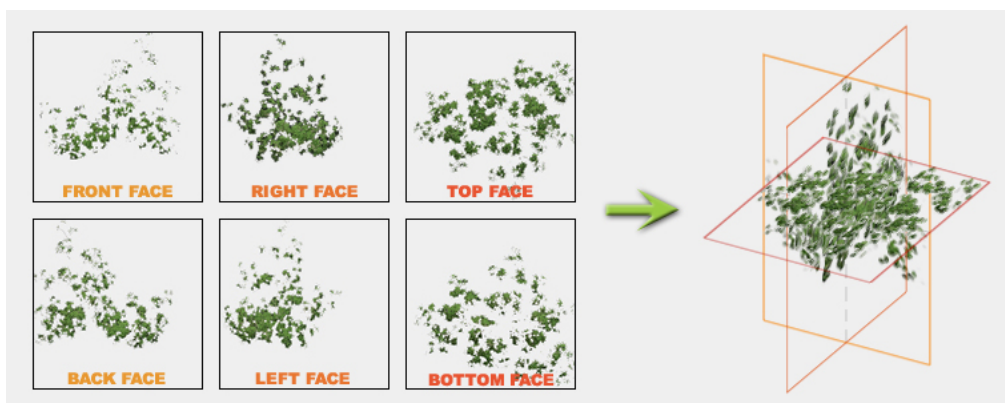 FRONT FACE
RIGHT FACE
TOP FACE
BACK FACE
LEFT FACE
BOTTOM FACE